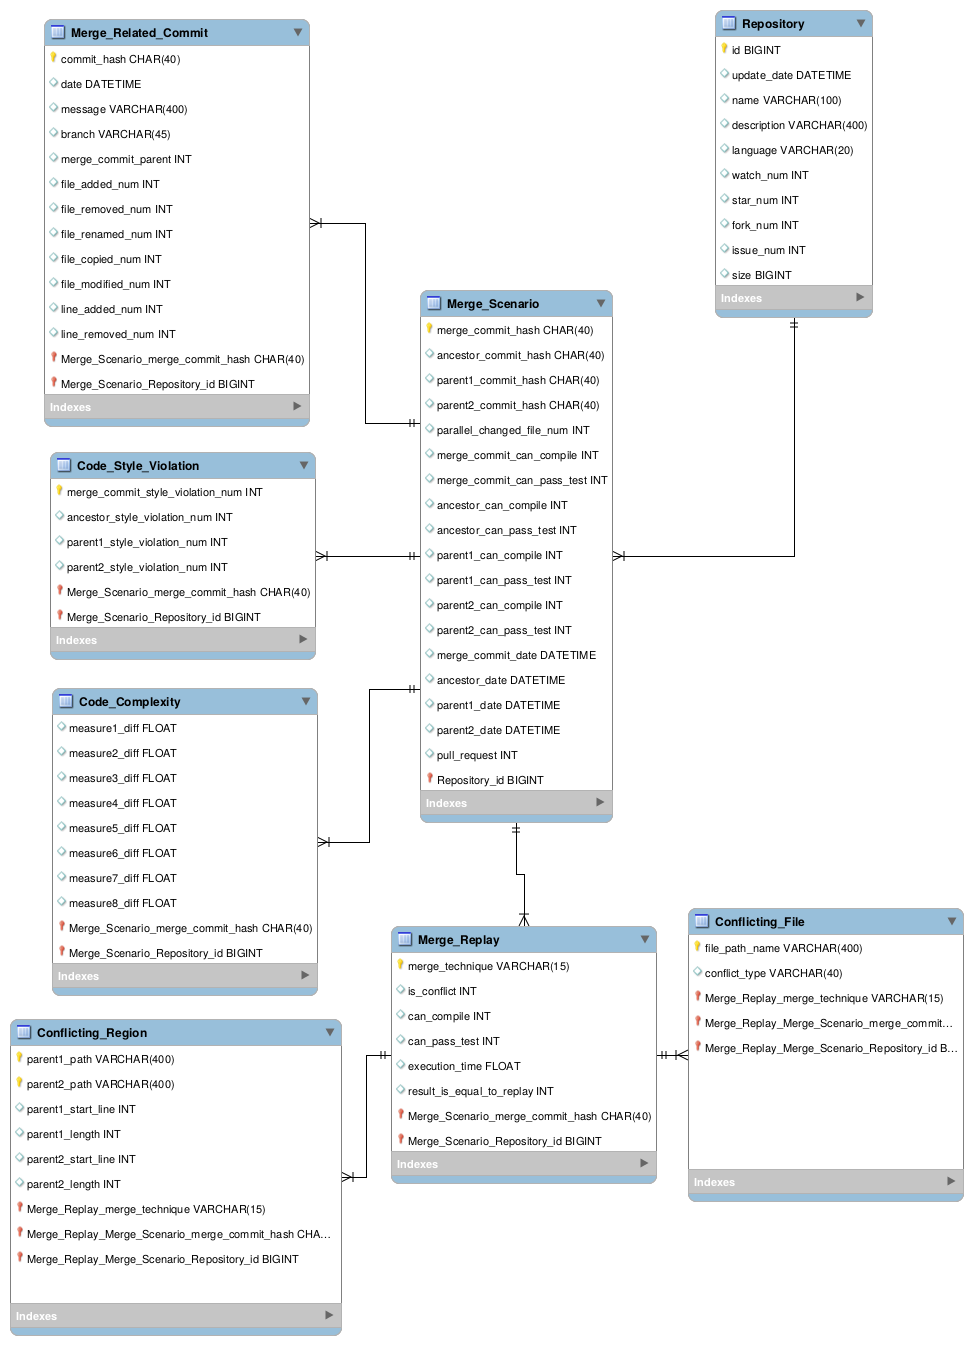 Merge_Related_Commit
commit_hash CHAR(40)
date DATETIME
message VARCHAR(400)
branch VARCHAR(45)
merge_commit_parent INT
file_added_num INT
file_removed_num INT
file_renamed_num INT
file_copied_num INT
file_modified_num INT
line_added_num INT
line_removed_num INT
Merge_Scenario_merge_commit_hash CHAR(40)
Merge_Scenario_Repository_id BIGINT
Indexes
Repository
id BIGINT
update_date DATETIME
name VARCHAR(100)
description VARCHAR(400)
language VARCHAR(20)
watch_num INT
star_num INT
fork_num INT
issue_num INT
size BIGINT
Indexes
Merge_Scenario
merge_commit_hash CHAR(40)
ancestor_commit_hash CHAR(40)
parent1_commit_hash CHAR(40)
parent2_commit_hash CHAR(40)
parallel_changed_file_num INT
merge_commit_can_compile INT
merge_commit_can_pass_test INT
ancestor_can_compile INT
ancestor_can_pass_test INT
parent1_can_compile INT
parent1_can_pass_test INT
parent2_can_compile INT
parent2_can_pass_test INT
merge_commit_date DATETIME
ancestor_date DATETIME
parent1_date DATETIME
parent2_date DATETIME
pull_request INT
Repository_id BIGINT
Indexes
Code_Style_Violation
merge_commit_style_violation_num INT
ancestor_style_violation_num INT
parent1_style_violation_num INT
parent2_style_violation_num INT
Merge_Scenario_merge_commit_hash CHAR(40)
Merge_Scenario_Repository_id BIGINT
Indexes
Code_Complexity
measure1_diff FLOAT
measure2_diff FLOAT
measure3_diff FLOAT
measure4_diff FLOAT
measure5_diff FLOAT
measure6_diff FLOAT
measure7_diff FLOAT
measure8_diff FLOAT
Merge_Scenario_merge_commit_hash CHAR(40)
Merge_Scenario_Repository_id BIGINT
Indexes
Merge_Replay
merge_technique VARCHAR(15)
is_conflict INT
can_compile INT
can_pass_test INT
execution_time FLOAT
result_is_equal_to_replay INT
Merge_Scenario_merge_commit_hash CHAR(40)
Merge_Scenario_Repository_id BIGINT
Indexes
Conflicting_File
file_path_name VARCHAR(400)
conflict_type VARCHAR(40)
Merge_Replay_merge_technique VARCHAR(15)
Merge_Replay_Merge_Scenario_merge_commit...
Merge_Replay_Merge_Scenario_Repository_id B...
Indexes
Conflicting_Region
parent1_path VARCHAR(400)
parent2_path VARCHAR(400)
parent1_start_line INT
parent1_length INT
parent2_start_line INT
parent2_length INT
Merge_Replay_merge_technique VARCHAR(15)
Merge_Replay_Merge_Scenario_merge_commit_hash CHA...
Merge_Replay_Merge_Scenario_Repository_id BIGINT
Indexes